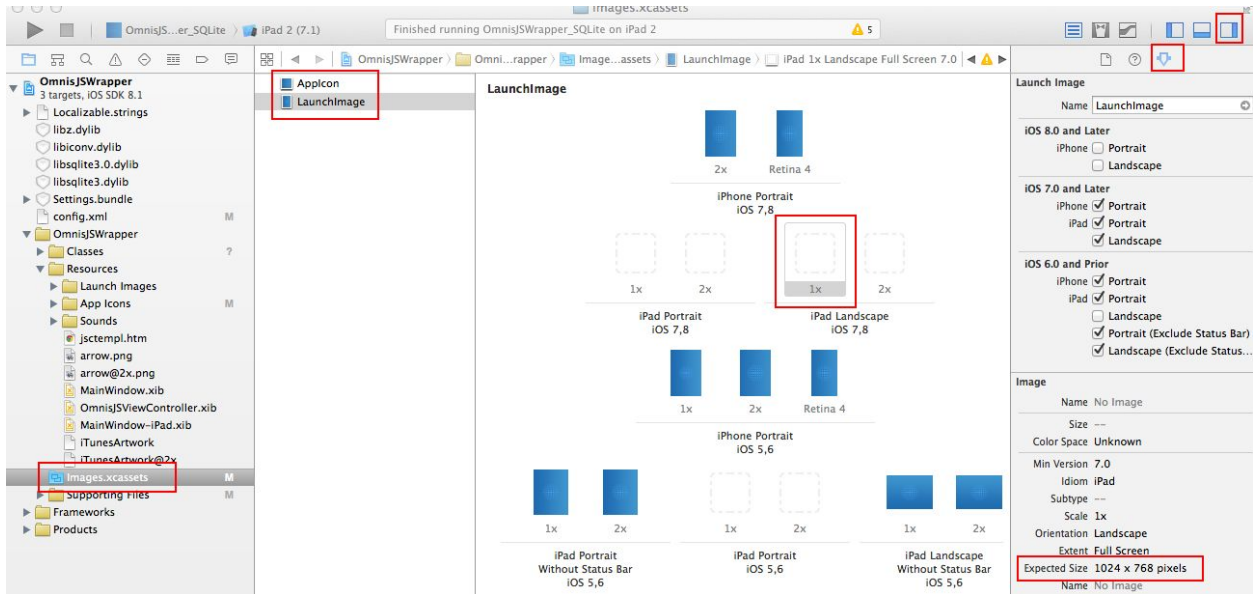 Images.xcassets
OmnisJS...er_SQLite
iPad 2 (7.1)
Finished running OmnisJSWrapper_SQLite on iPad 2
5
OmnisJSWrapper
Omni...rapper
Image...assets
LaunchImage
iPad 1x Landscape Full Screen 7.0
OmnisJSWrapper
3 targets, iOS SDK 8.1
Localizable.strings
libz.dylib
libiconv.dylib
libsqlite3.0.dylib
libsqlite3.dylib
Settings.bundle
config.xml M
OmnisJSWrapper
Classes ?
Resources
Launch Images
App Icons M
Sounds
jsctempl.htm
arrow.png
arrow@2x.png
MainWindow.xib
OmnisJSViewController.xib
MainWindow-iPad.xib
iTunesArtwork
iTunesArtwork@2x
Images.xcassets M
Supporting Files M
Frameworks
Products
AppIcon
LaunchImage
LaunchImage
2x Retina 4
iPhone Portrait
iOS 7,8
1x 2x 1x 2x
iPad Portrait iPad Landscape
iOS 7,8 iOS 7,8
1x 2x Retina 4
iPhone Portrait
iOS 5,6
1x 2x 1x 2x 1x 2x
iPad Portrait iPad Portrait iPad Landscape
Without Status Bar iOS 5,6 Without Status Bar
iOS 5,6 iOS 5,6
Launch Image
Name LaunchImage
iOS 8.0 and Later
iPhone Portrait
Landscape
iOS 7.0 and Later
iPhone Portrait
iPad Portrait
Landscape
iOS 6.0 and Prior
iPhone Portrait
iPad Portrait
Landscape
Portrait (Exclude Status Bar)
Landscape (Exclude Status...
Image
Name No Image
Size --
Color Space Unknown
Min Version 7.0
Idiom iPad
Subtype --
Scale 1x
Orientation Landscape
Extent Full Screen
Expected Size 1024 x 768 pixels
Name No Image